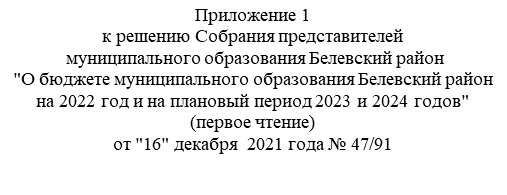 Приложение 1
к решению Собрания представителей
муниципального образования Белевский район
"О бюджете муниципального образования Белевский район
на 2022 год и на плановый период 2023 и 2024 годов"
(первое чтение)
от "16" декабря 2021 года № 47/91